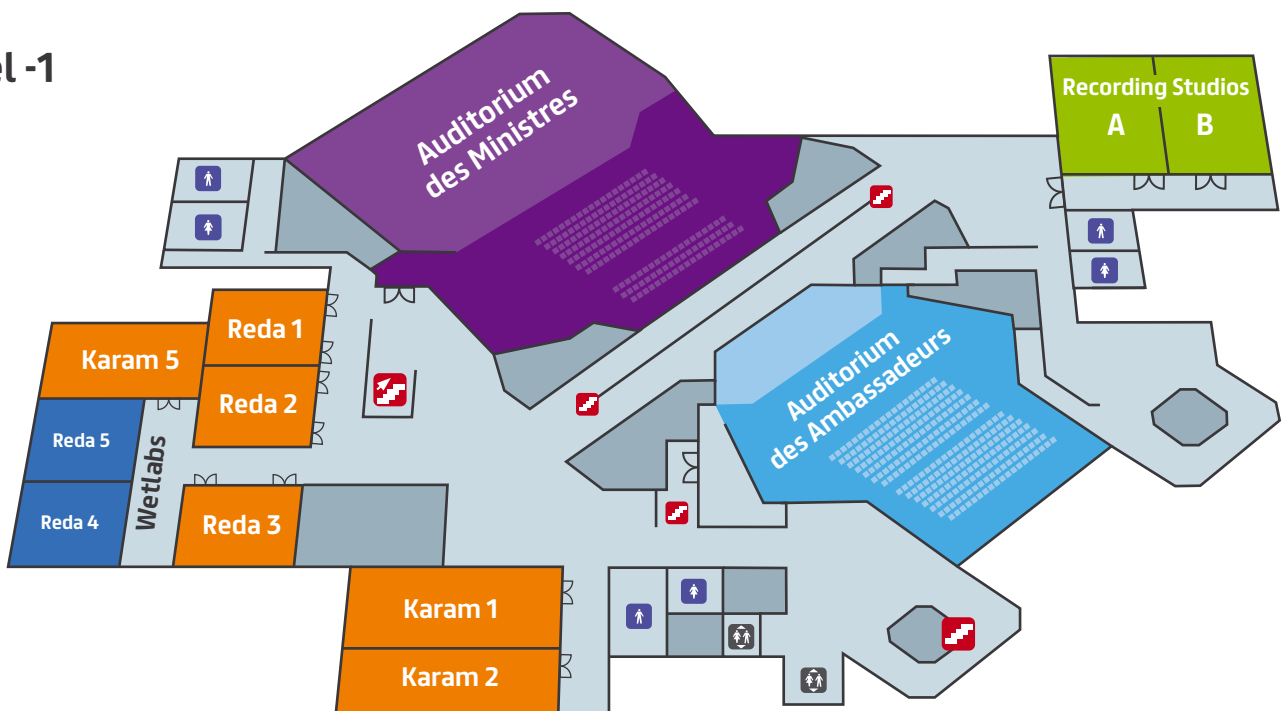 el -1
Auditorium
des Ministres
Recording Studios
A
B
Reda 1
Karam 5
Reda 2
Auditorium
des Ambassadeurs
Reda 5
Wetlabs
Reda 4
Reda 3
Karam 1
Karam 2